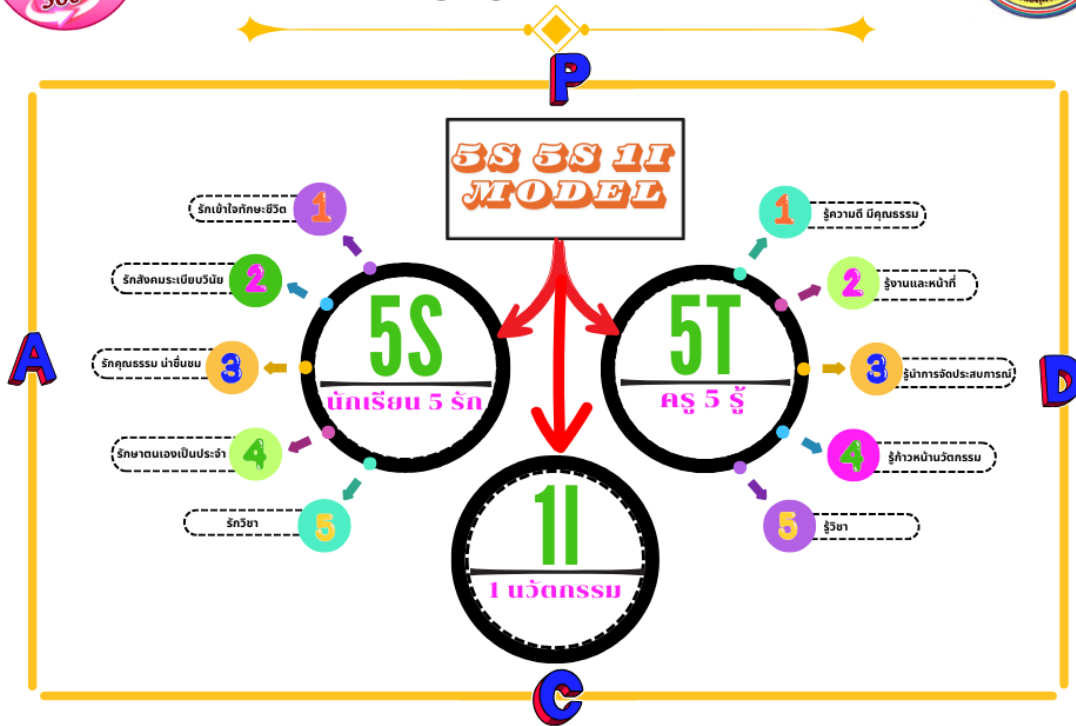 P
5S 5S 1I
MODEL
1
รักเข้าใจทักษะชีวิต
2
รักสังคมระเบียบวินัย
3
รักคุณธรรม น่าชื่นชม
4
รักษาตนเองเป็นประจำ
5
รักวิชา
5S
นักเรียน 5 รัก
5T
ครู 5 รู้
1
รู้ความดี มีคุณธรรม
2
รู้งานและหน้าที่
3
รู้นำการจัดประสบการณ์
4
รู้ก้าวหน้านวัตกรรม
5
รู้วิชา
A
D
1I
1 นวัตกรรม
C